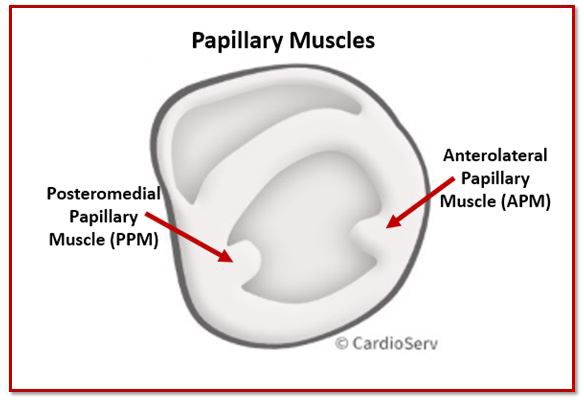 Papillary Muscles
Posteromedial
Papillary
Muscle (PPM)
Anterolateral
Papillary
Muscle (APM)
© CardioServ